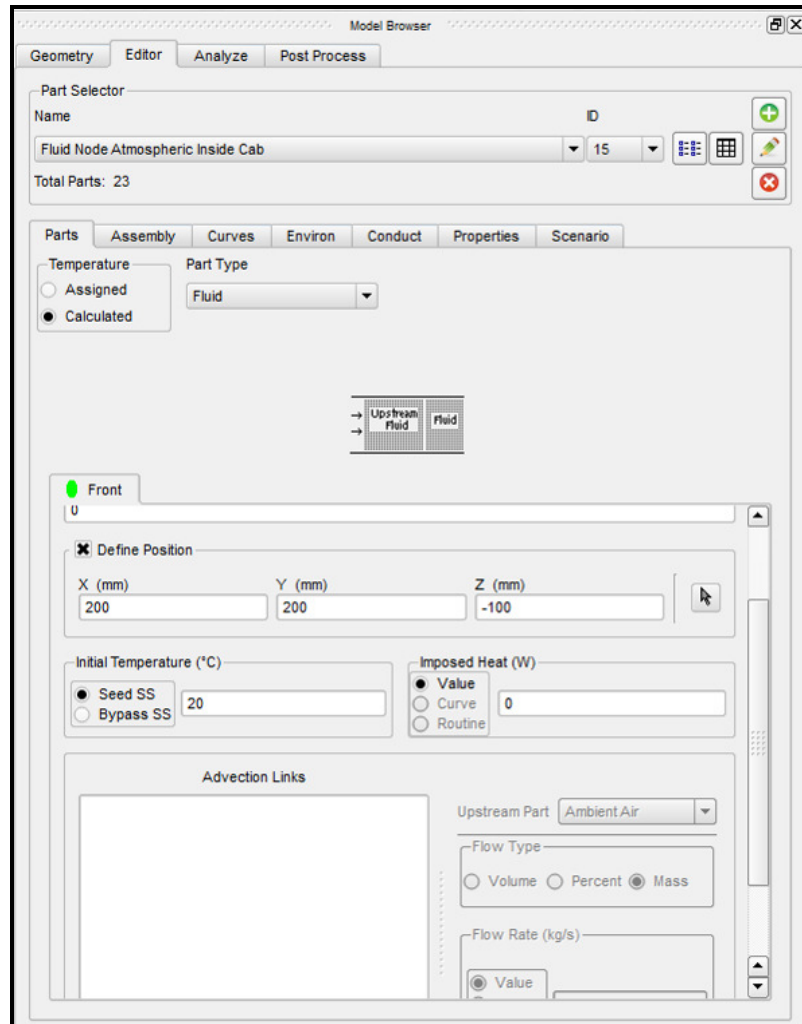 Model Browser
Geometry Editor Analyze Post Process
Part Selector
Name ID
Fluid Node Atmospheric Inside Cab 15
Total Parts: 23
Parts Assembly Curves Environ Conduct Properties Scenario
Temperature Part Type
Assigned Fluid
Calculated
Upstream Fluid Fluid
Front
0
Define Position
X (mm) Y (mm) Z (mm)
200 200 -100
Initial Temperature (°C) Imposed Heat (W)
Seed SS 20 Value 0
Bypass SS Curve
Routine
Advection Links
Upstream Part Ambient Air
Flow Type
Volume Percent Mass
Flow Rate (kg/s)
Value